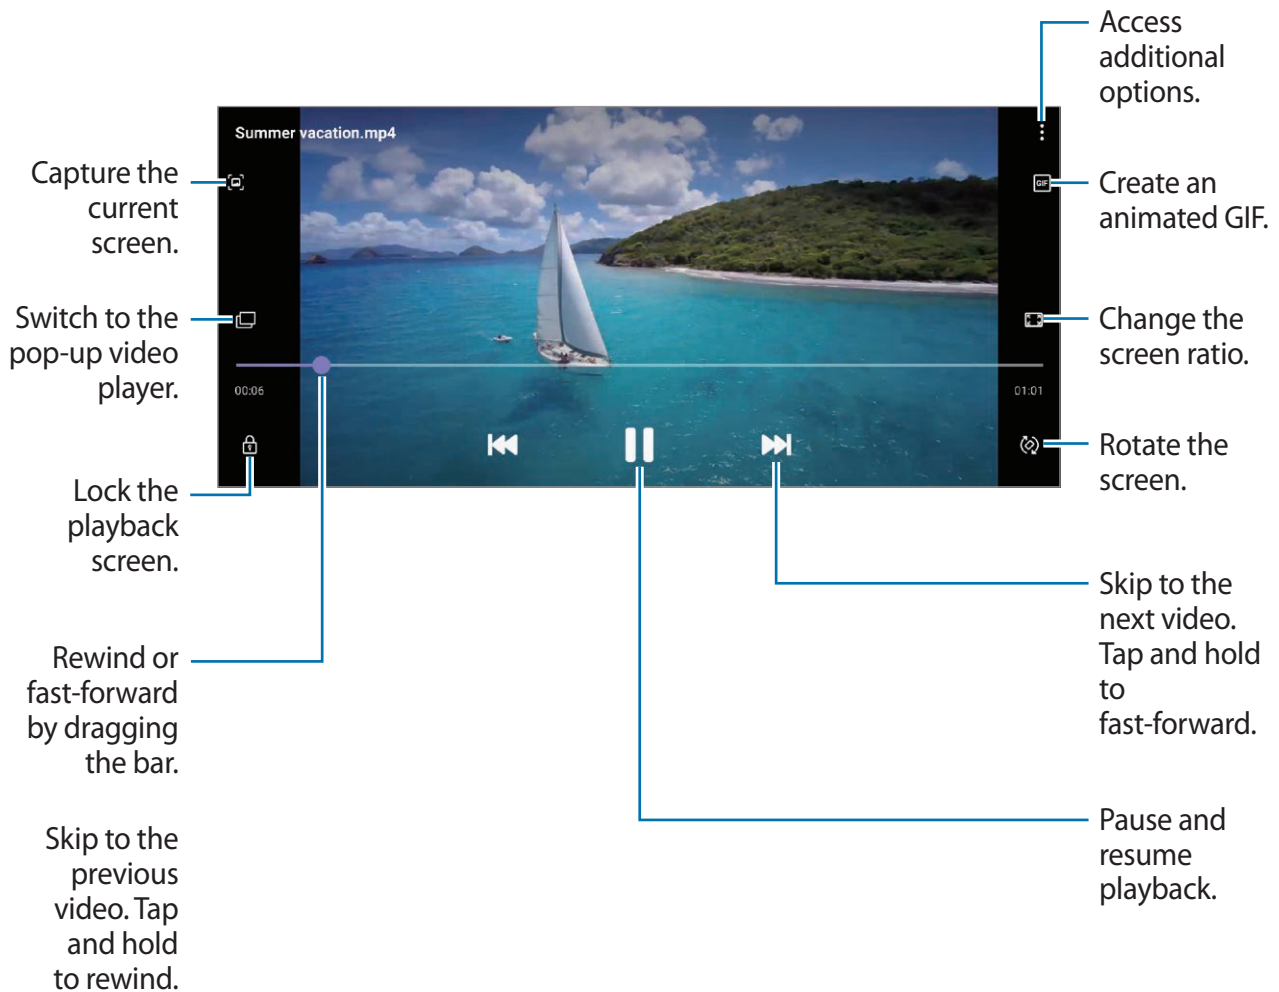 Access
additional
options.
Summer vacation.mp4
Capture the
current
screen.
GIF
Create an
animated GIF.
Switch to the
pop-up video
player.
Change the
screen ratio.
00:06
01:01
Lock the
playback
screen.
Rotate the
screen.
Skip to the
next video.
Tap and hold
to
fast-forward.
Rewind or
fast-forward
by dragging
the bar.
Pause and
resume
playback.
Skip to the
previous
video. Tap
and hold
to rewind.